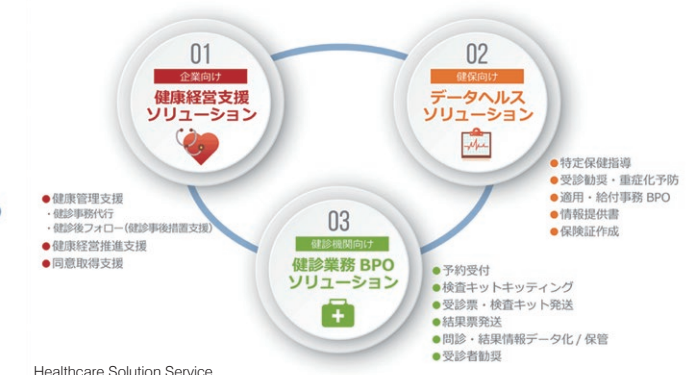 01
企業向け
健康経営支援
ソリューション
●健康管理支援
・健診事務代行
・健診後フォロー(健診事後措置支援)
●健康経営推進支援
●同意取得支援
02
健保向け
データヘルス
ソリューション
●特定保健指導
●受診勧奨・重症化予防
●適用・給付事務 BPO
●情報提供書
●保険証作成
03
健診機関向け
健診業務 BPO
ソリューション
●予約受付
●検査キットキッティング
●受診票・検査キット発送
●結果票発送
●問診・結果情報データ化 / 保管
●受診者勧奨
Healthcare Solution Service